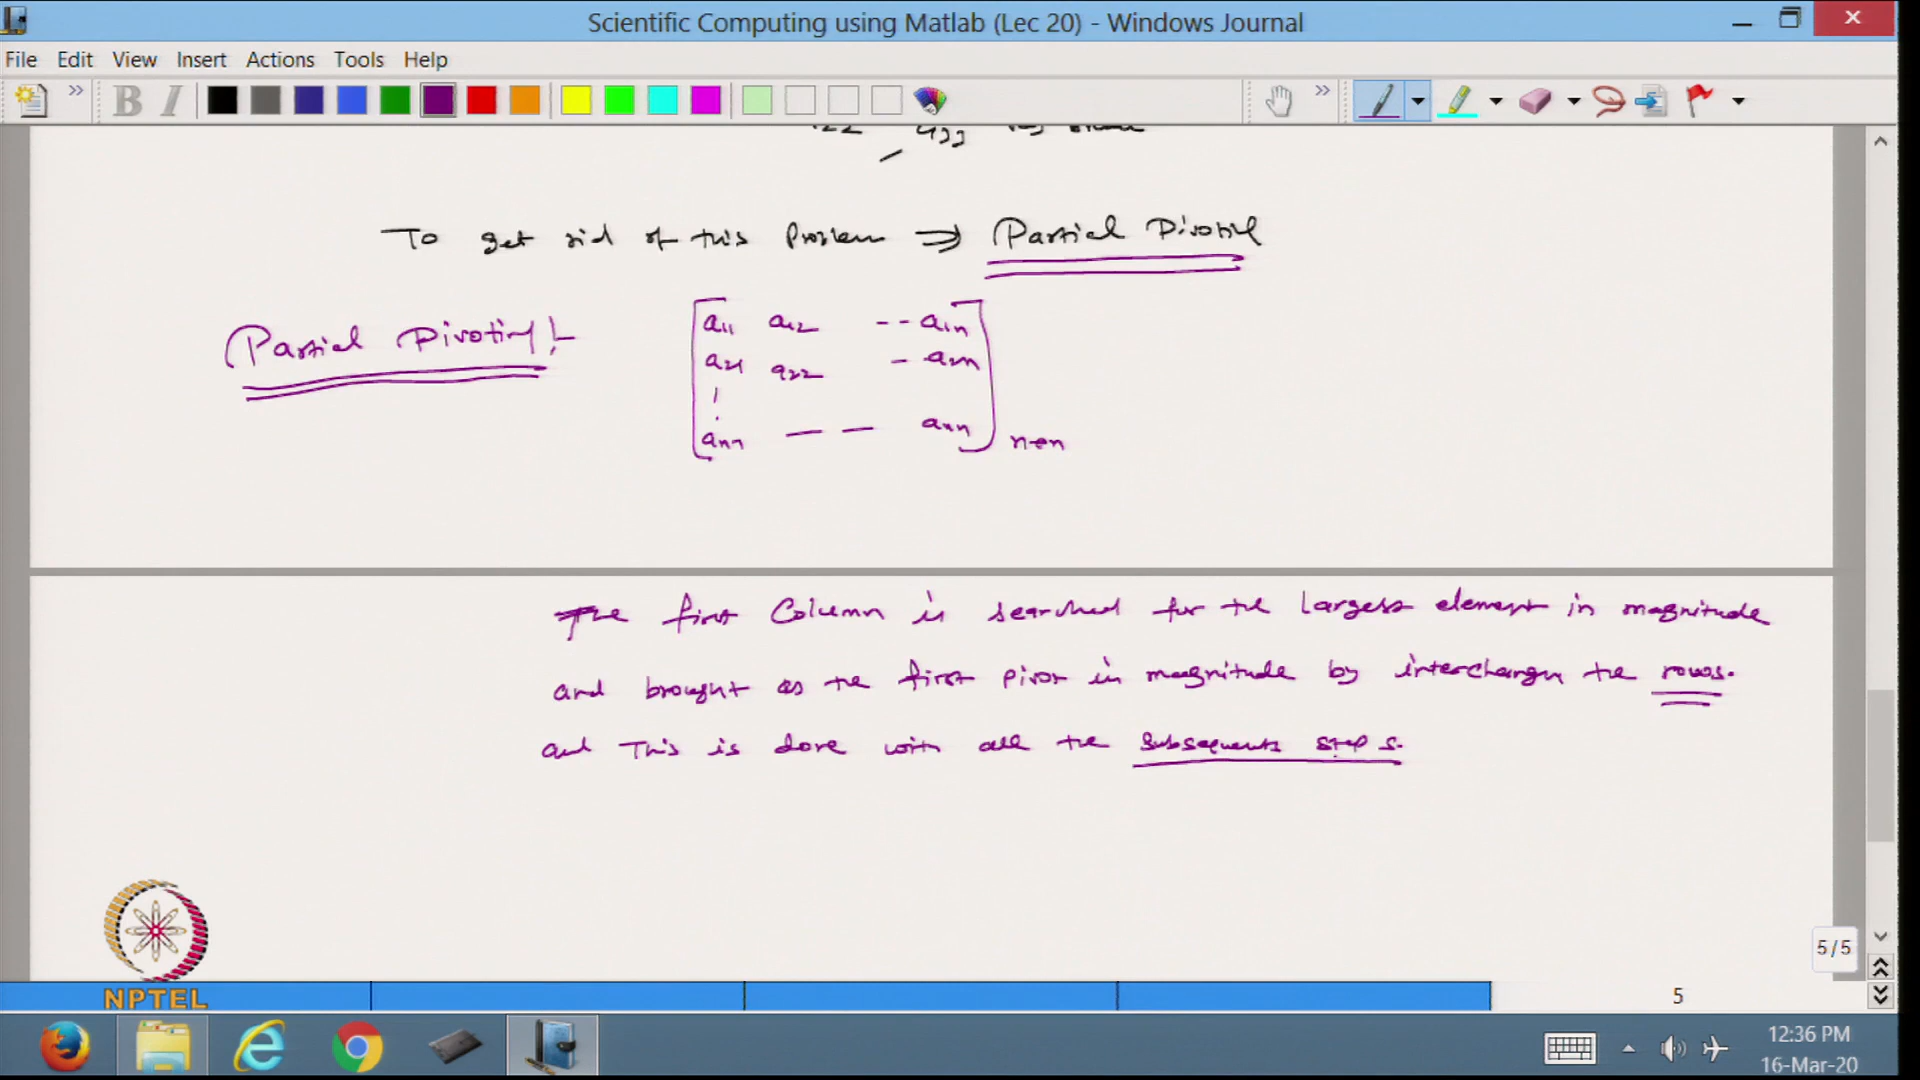 Scientific Computing using Matlab (Lec 20) - Windows Journal
File Edit View Insert Actions Tools Help
B I
To get rid of this Problem ⇒ Partial Pivoting
Partial Pivoting:-
a11 a12 -- a1n
a21 a22 - a2n
ann — — ann
n×n
The first Column is searched for the largest element in magnitude
and brought as the first pivot in magnitude by interchangn the rows.
and This is done with all the Subsequent steps.
5/5
NPTEL
5
12:36 PM
16-Mar-20